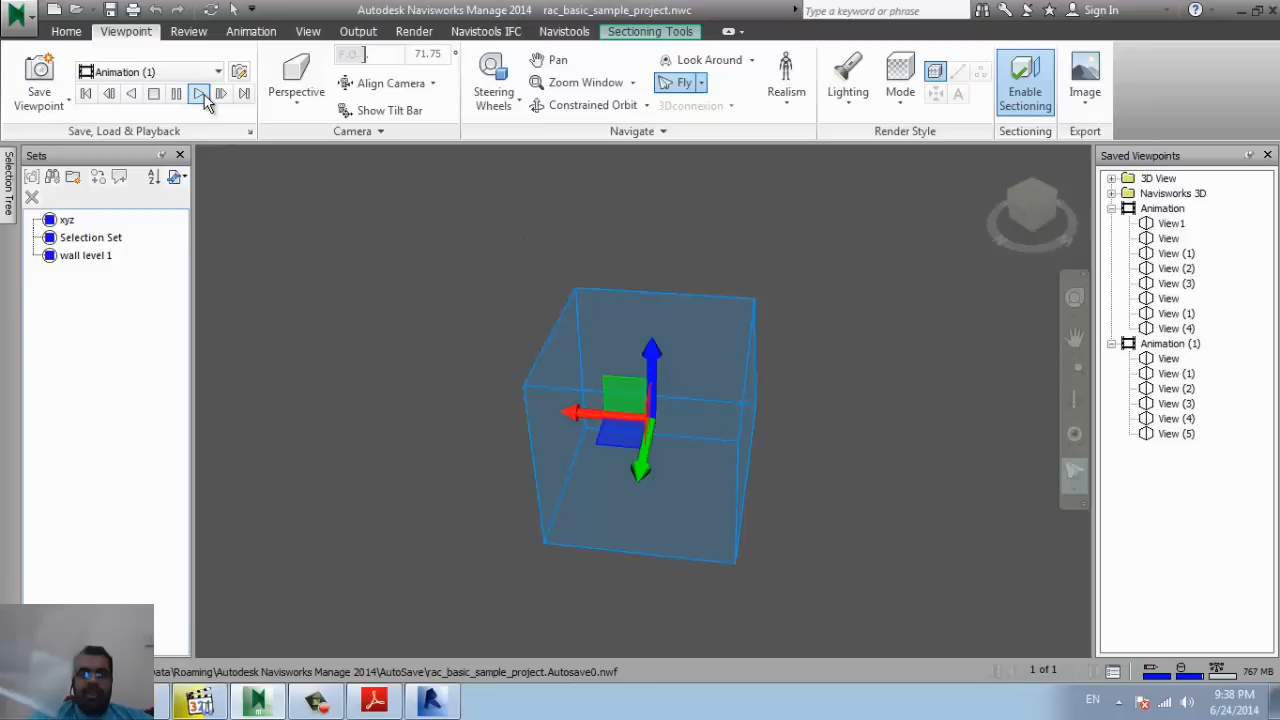 Autodesk Navisworks Manage 2014 rac_basic_sample_project.nwc
Type a keyword or phrase
Sign In
Home Viewpoint Review Animation View Output Render Navistools IFC Navistools Sectioning Tools
Save Viewpoint
Animation (1)
Save, Load & Playback
Perspective
71.75 °
Align Camera
Show Tilt Bar
Camera
Steering Wheels
Pan
Zoom Window
Constrained Orbit
Look Around
Fly
3Dconnexion
Navigate
Realism
Lighting
Mode
Render Style
Enable Sectioning
Sectioning
Image
Export
Selection Tree
Sets
xyz
Selection Set
wall level 1
Saved Viewpoints
3D View
Navisworks 3D
Animation
View1
View
View (1)
View (2)
View (3)
View
View (1)
View (4)
Animation (1)
View
View (1)
View (2)
View (3)
View (4)
View (5)
Data\Roaming\Autodesk Navisworks Manage 2014\AutoSave\rac_basic_sample_project.Autosave0.nwf
1 of 1
767 MB
EN
9:38 PM
6/24/2014